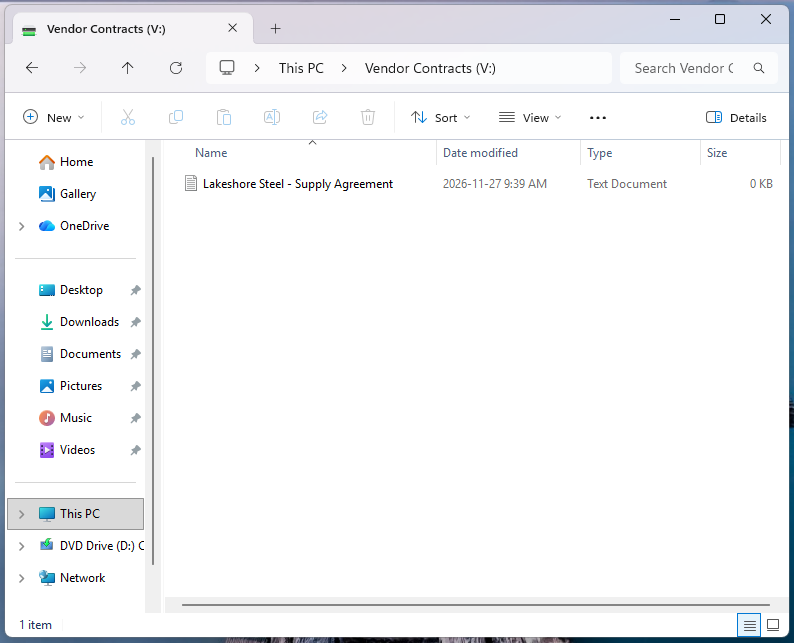 Vendor Contracts (V:)
This PC > Vendor Contracts (V:)
Search Vendor C
New
Sort
View
Details
Name
Date modified
Type
Size
Lakeshore Steel - Supply Agreement
2026-11-27 9:39 AM
Text Document
0 KB
Home
Gallery
OneDrive
Desktop
Downloads
Documents
Pictures
Music
Videos
This PC
DVD Drive (D:) C
Network
1 item